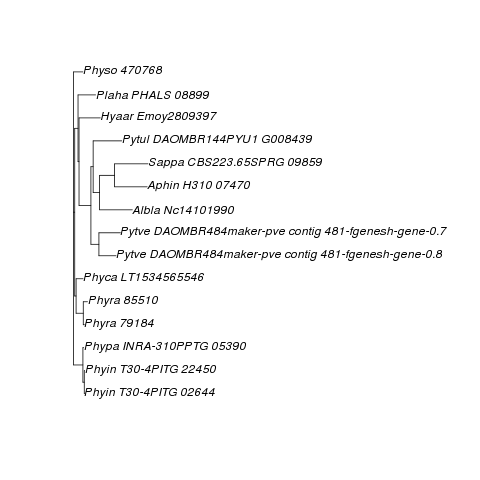 Physo 470768
Plaha PHALS 08899
Hyaar Emoy2809397
Pytul DAOMBR144PYU1 G008439
Sappa CBS223.65SPRG 09859
Aphin H310 07470
Albla Nc14101990
Pytve DAOMBR484maker-pve contig 481-fgenesh-gene-0.7
Pytve DAOMBR484maker-pve contig 481-fgenesh-gene-0.8
Phyca LT1534565546
Phyra 85510
Phyra 79184
Phypa INRA-310PPTG 05390
Phyin T30-4PITG 22450
Phyin T30-4PITG 02644